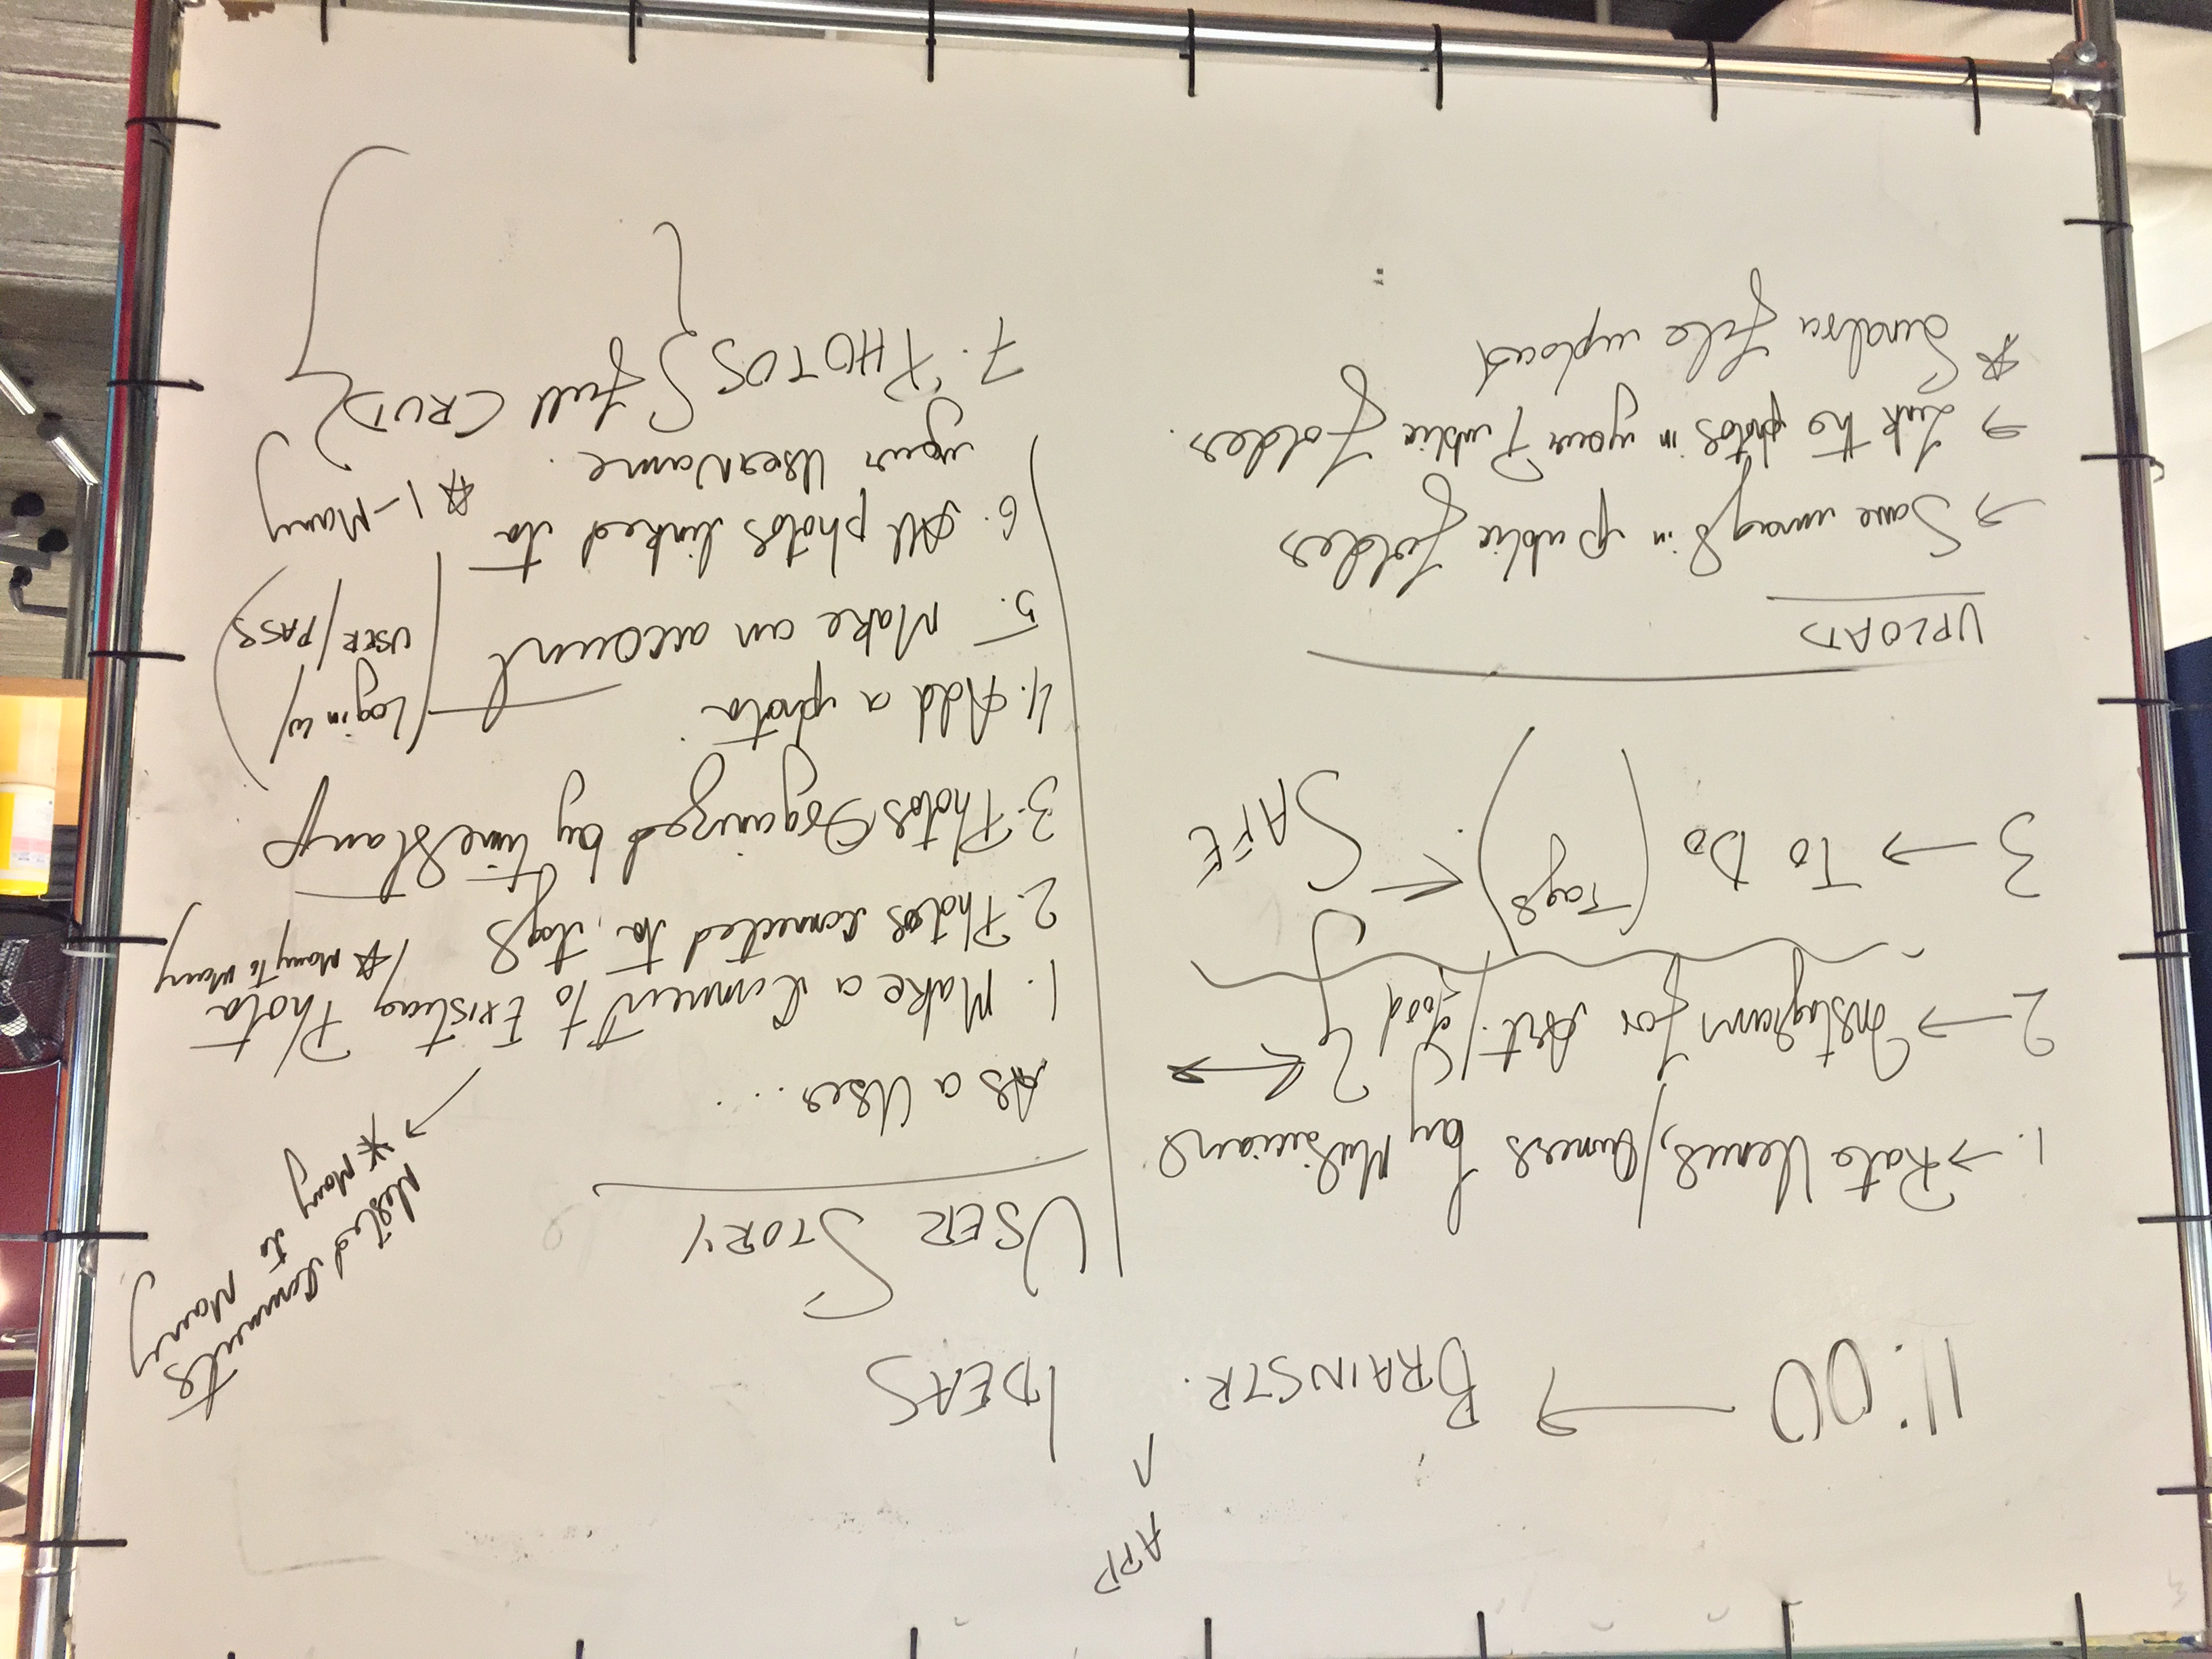 APP
^
11:00 → BRAINSTR. IDEAS
1. → Rate Venues/Owners by Musicians
2 → Instagram for Art/food ? ←→
3 → To Do (Tags) ← SAFE
UPLOAD
→ Save images in public folder
→ Link to photos in your Public Folder.
* Sinatra File upload
USER STORY
As a User...
1. Make a Comment to Existing Photo
→ Nested Comments
* Many to Many
2. Photos connected to tags
* Many To Many
3. Photos Organized by timestamp
4. Add a photo.
5. Make an account
(Login w/
USER/PASS)
6. All photos linked to
your UserName.
* 1-Many
7. PHOTOS } full CRUD